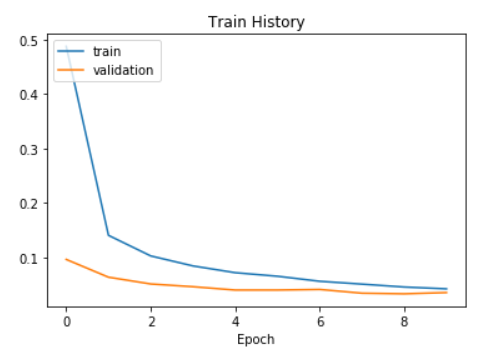 Train History
0.5
0.4
0.3
0.2
0.1
train
validation
0 2 4 6 8
Epoch